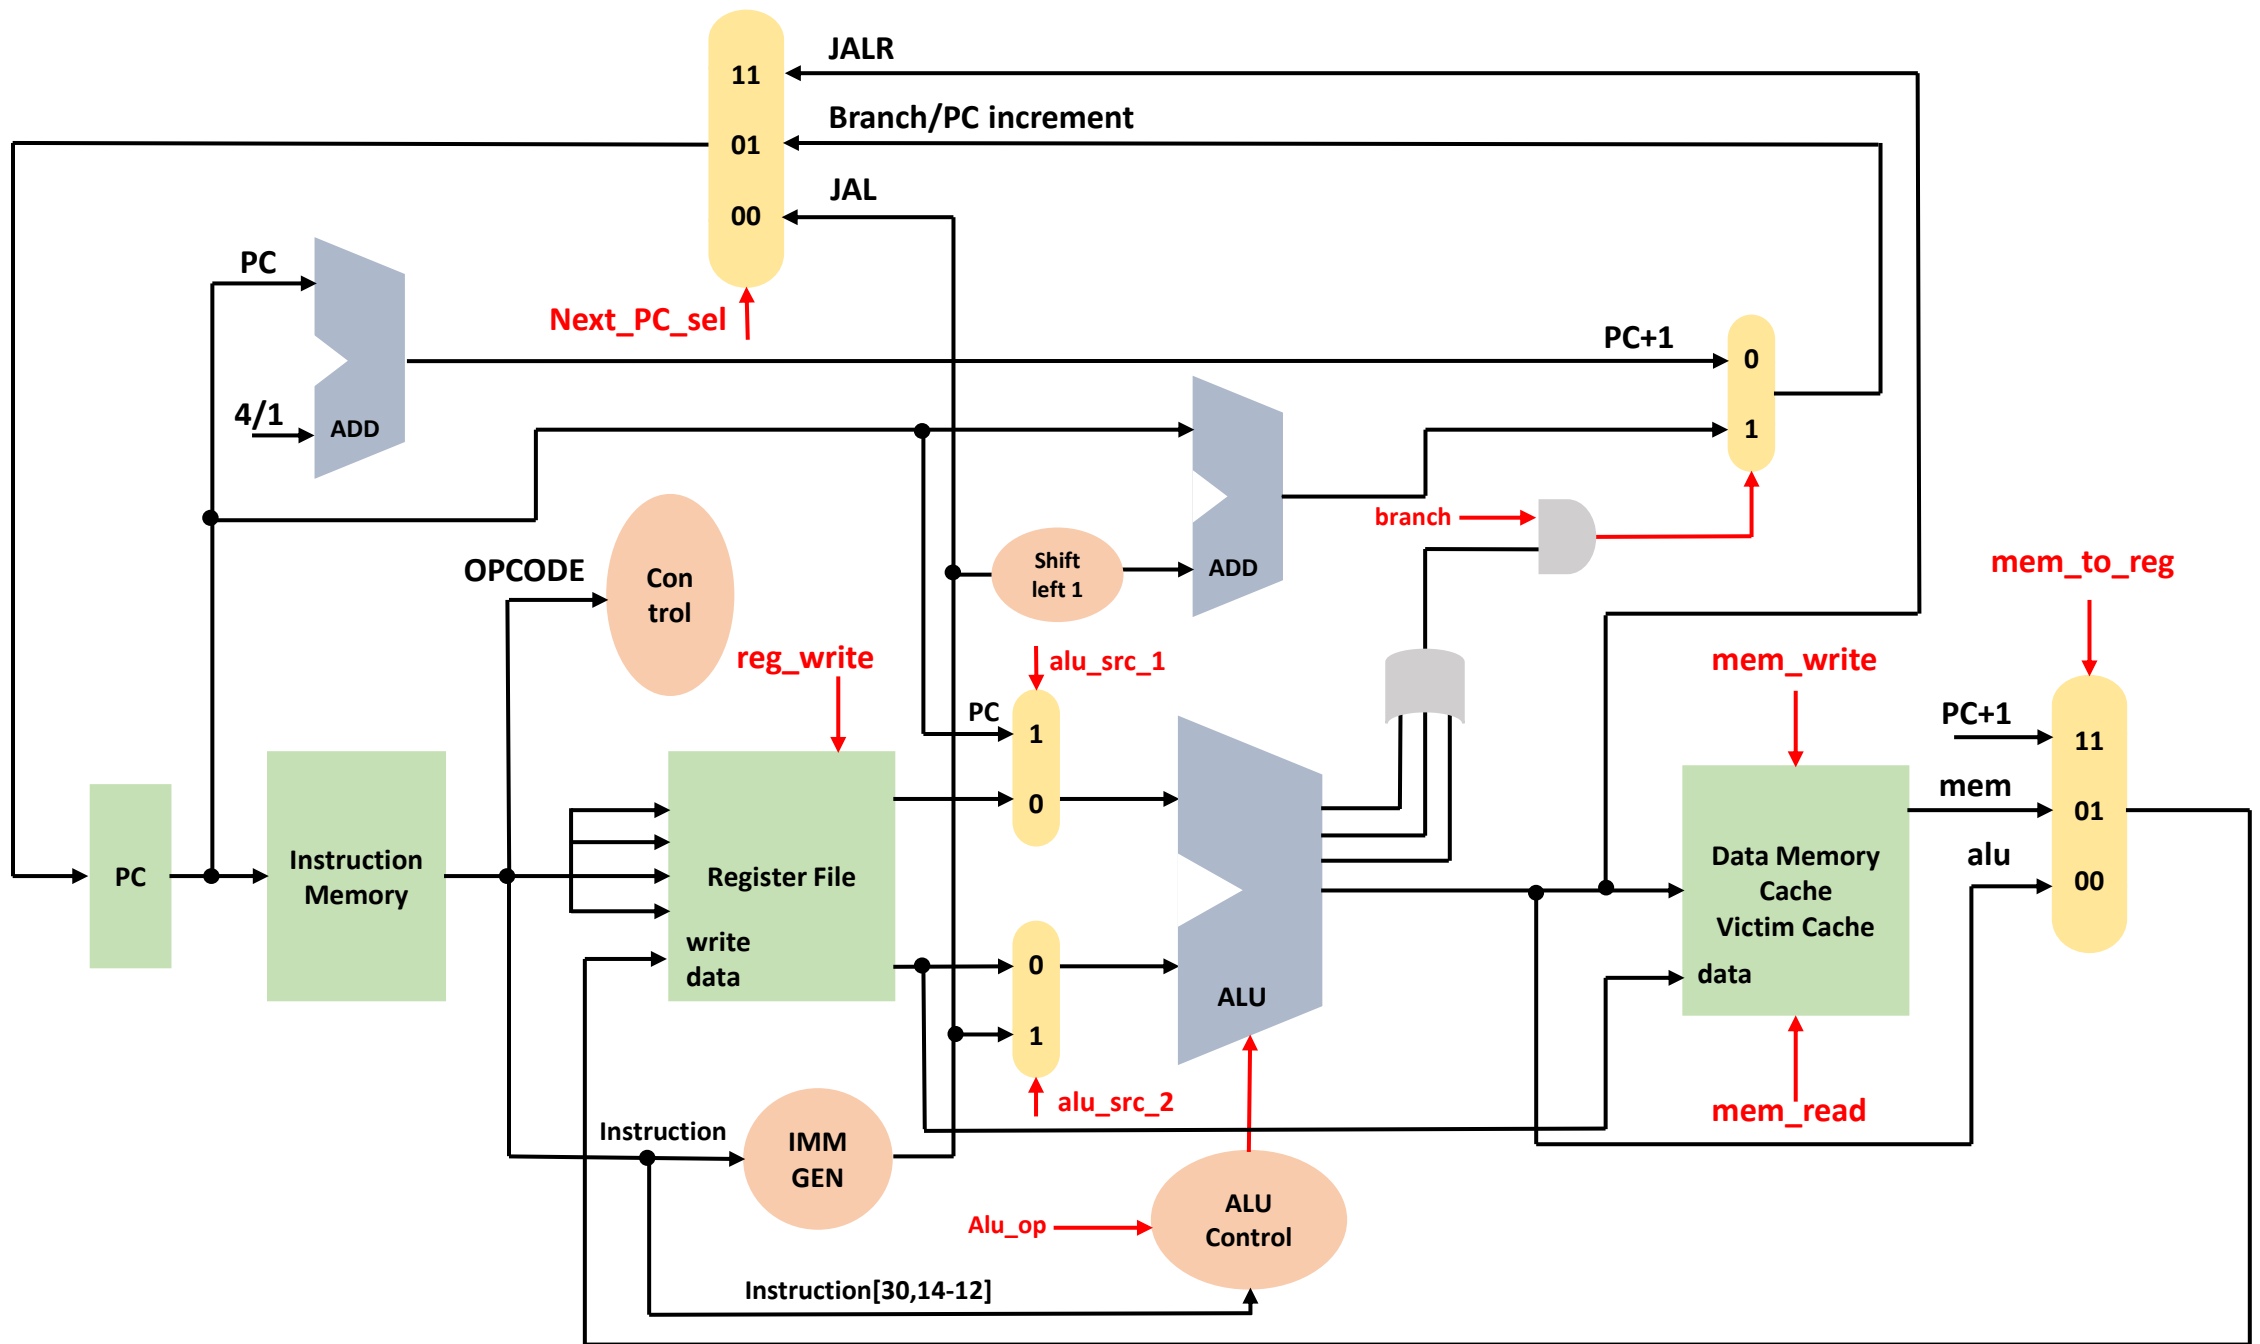 JALR
11
Branch/PC increment
01
JAL
00
PC
Next_PC_sel
PC+1
0
4/1
ADD
1
branch
OPCODE
Con
trol
Shift
left 1
ADD
mem_to_reg
reg_write
alu_src_1
mem_write
PC
1
PC+1
11
mem
01
0
alu
00
PC
Instruction
Memory
Register File
write
data
Data Memory
Cache
Victim Cache
data
0
ALU
1
alu_src_2
mem_read
Instruction
IMM
GEN
ALU
Control
Alu_op
Instruction[30,14-12]